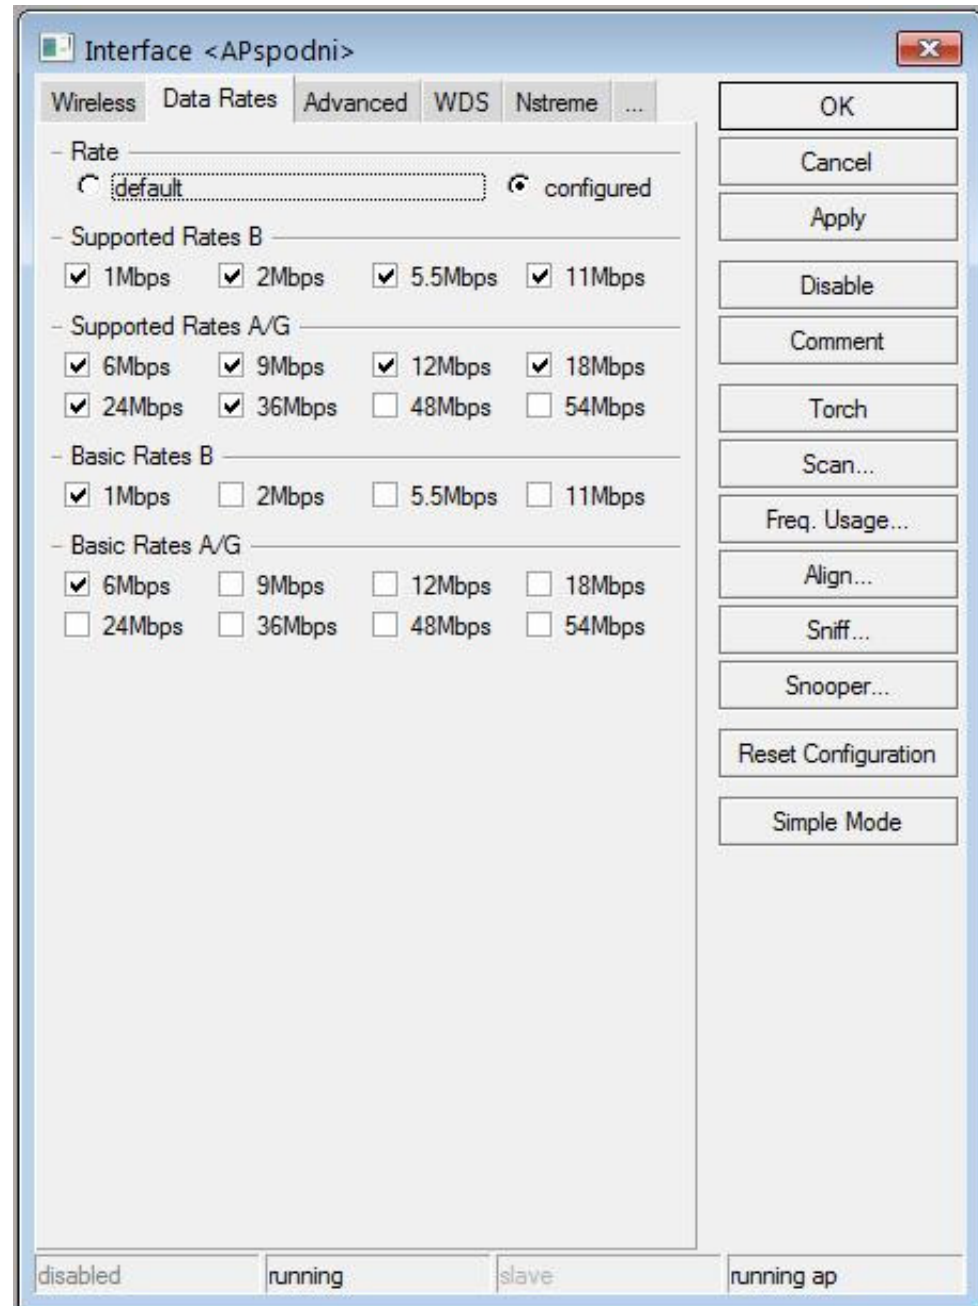 Interface <APspodni>
Wireless Data Rates Advanced WDS Nstreme ...
Rate
default configured
Supported Rates B
1Mbps 2Mbps 5.5Mbps 11Mbps
Supported Rates A/G
6Mbps 9Mbps 12Mbps 18Mbps
24Mbps 36Mbps 48Mbps 54Mbps
Basic Rates B
1Mbps 2Mbps 5.5Mbps 11Mbps
Basic Rates A/G
6Mbps 9Mbps 12Mbps 18Mbps
24Mbps 36Mbps 48Mbps 54Mbps
OK
Cancel
Apply
Disable
Comment
Torch
Scan...
Freq. Usage...
Align...
Sniff...
Snooper...
Reset Configuration
Simple Mode
disabled running slave running ap